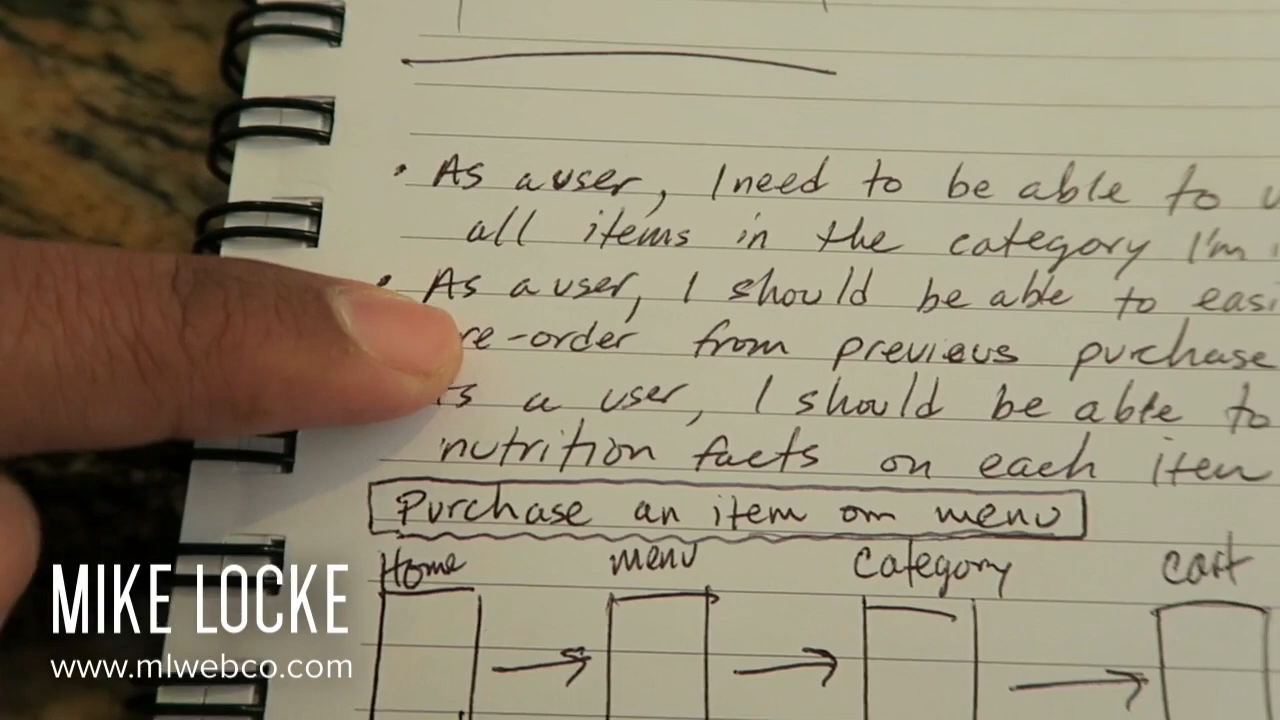 • As a user, I need to be able to
all items in the category I'm
• As a user, I should be able to easi
re-order from previous purchase
As a user, I should be able to
nutrition facts on each item
Purchase an item om menu
Home menu Category cart
MIKE LOCKE
www.mlwebco.com